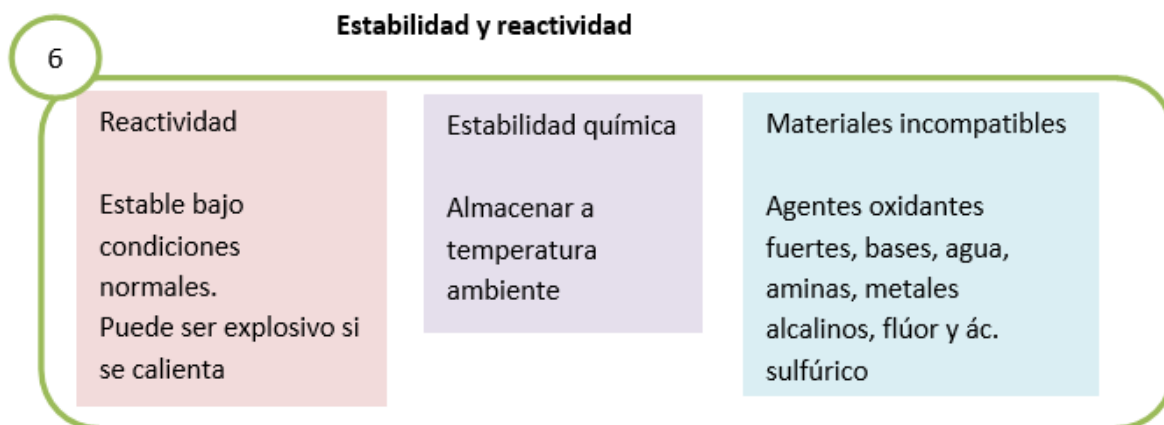 Estabilidad y reactividad
6
Reactividad
Estable bajo
condiciones
normales.
Puede ser explosivo si
se calienta
Estabilidad química
Almacenar a
temperatura
ambiente
Materiales incompatibles
Agentes oxidantes
fuertes, bases, agua,
aminas, metales
alcalinos, flúor y ác.
sulfúrico